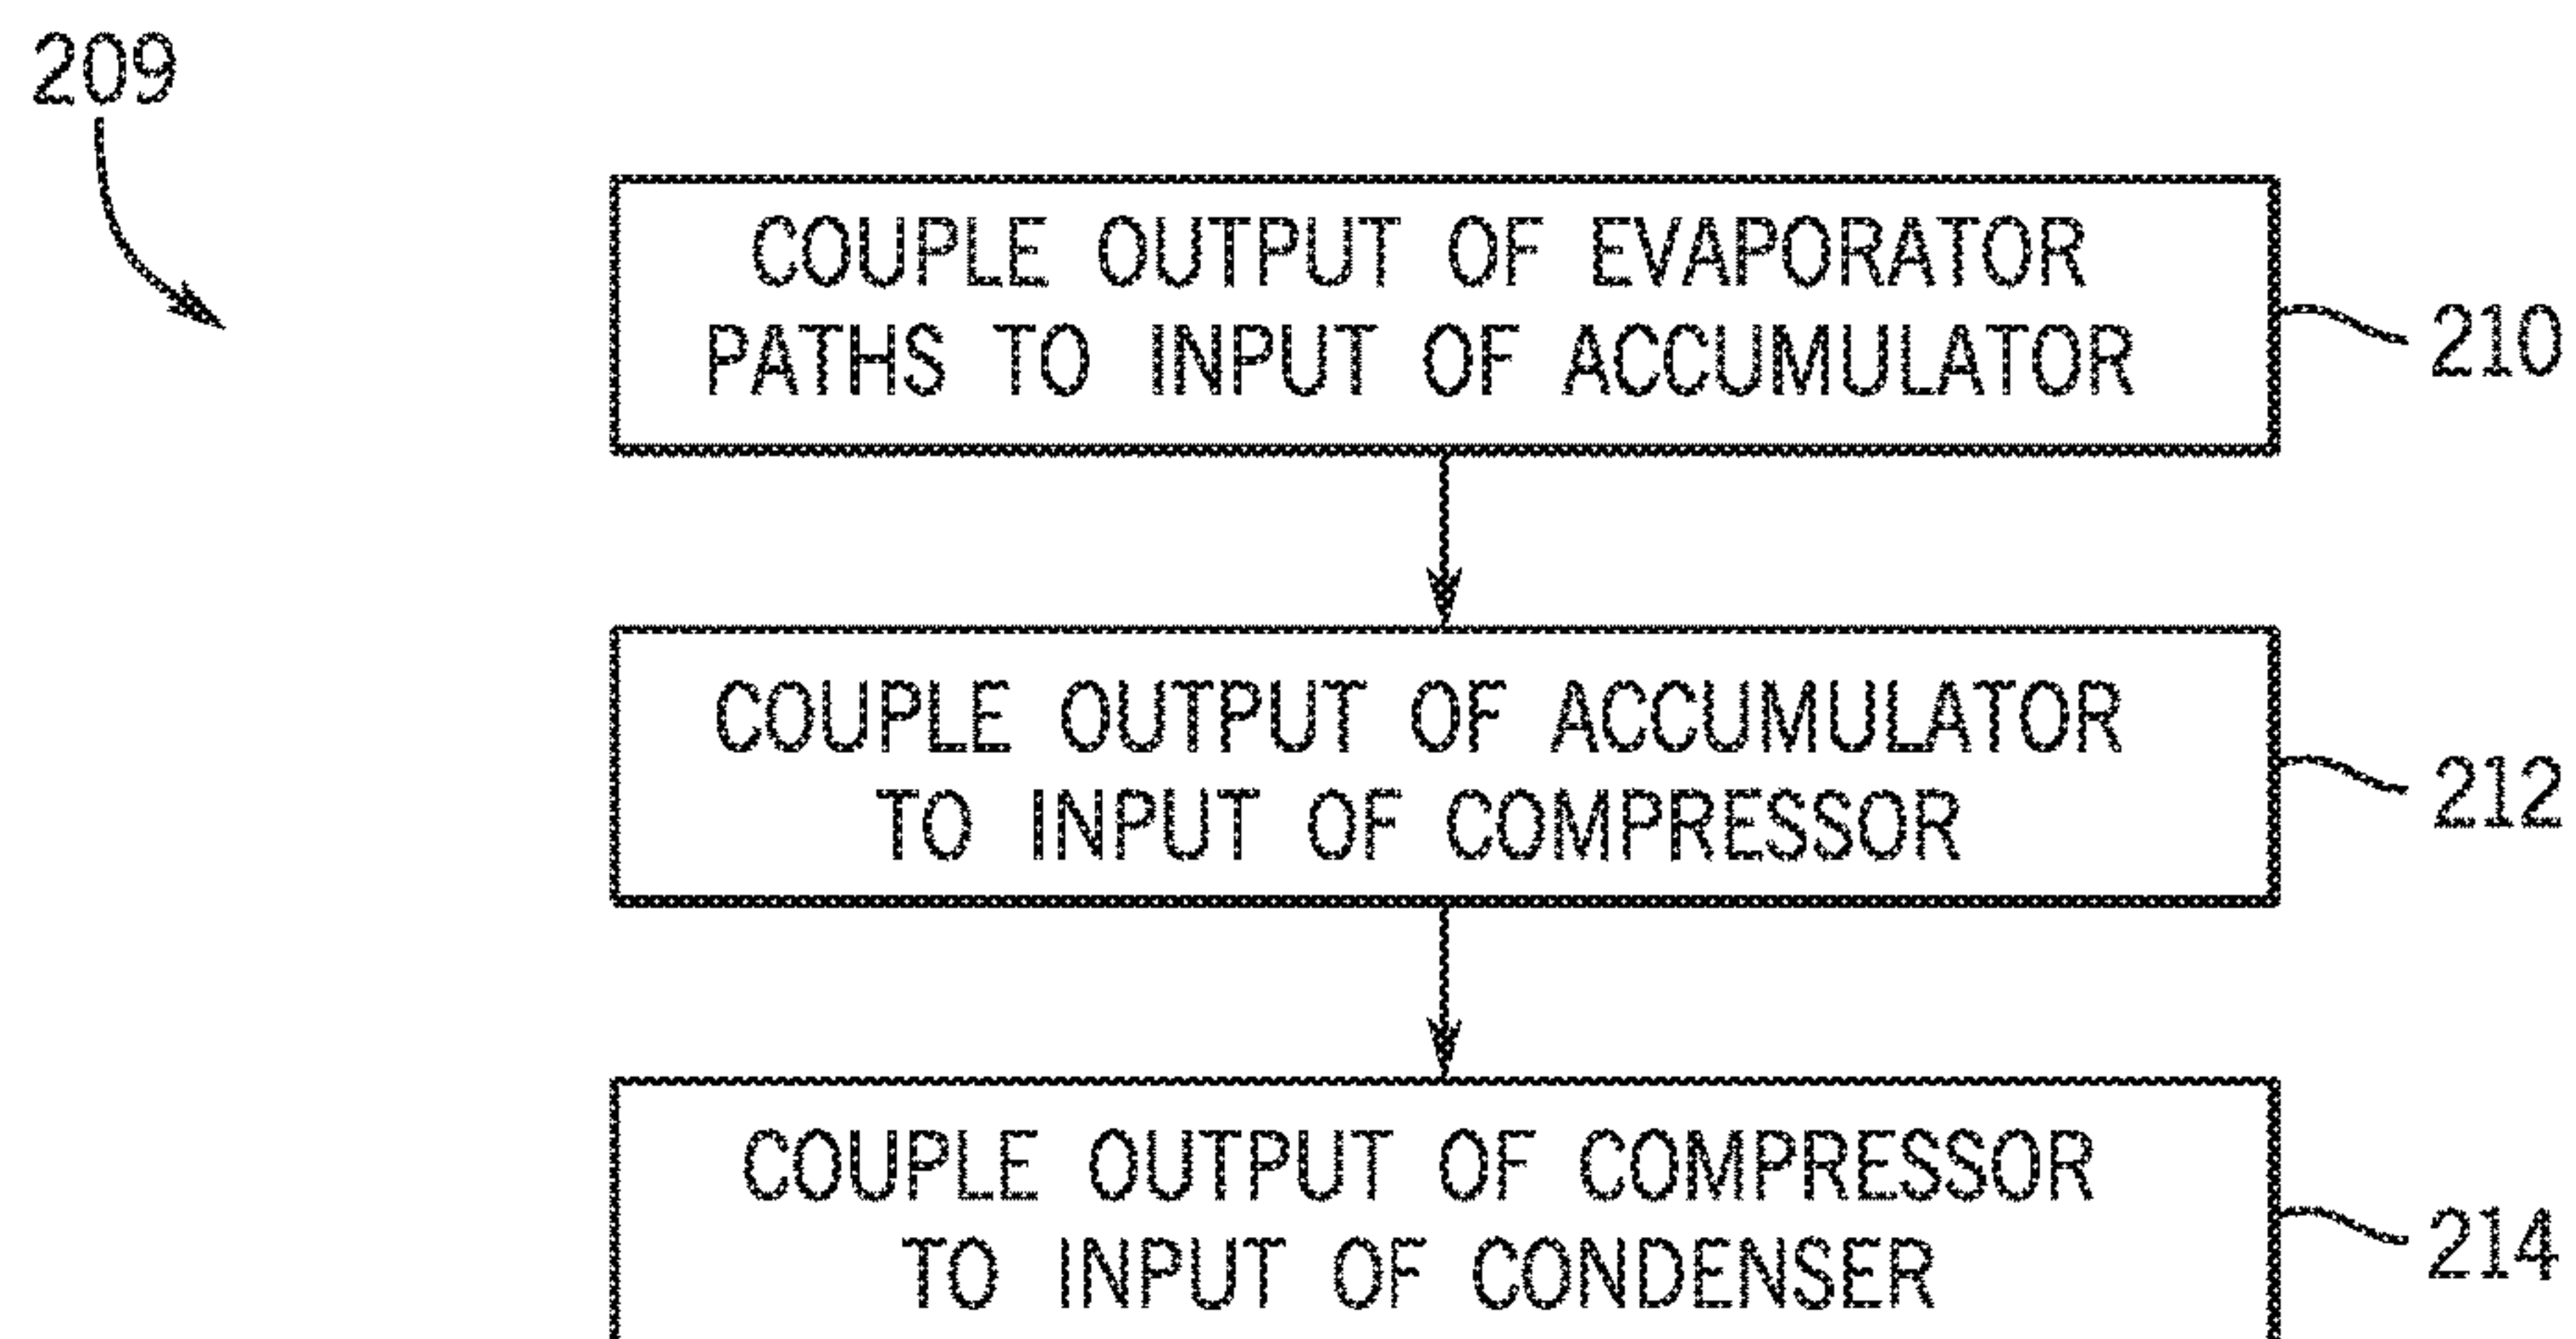 209
COUPLE OUTPUT OF EVAPORATOR
PATHS TO INPUT OF ACCUMULATOR
210
COUPLE OUTPUT OF ACCUMULATOR
TO INPUT OF COMPRESSOR
212
COUPLE OUTPUT OF COMPRESSOR
TO INPUT OF CONDENSER
214